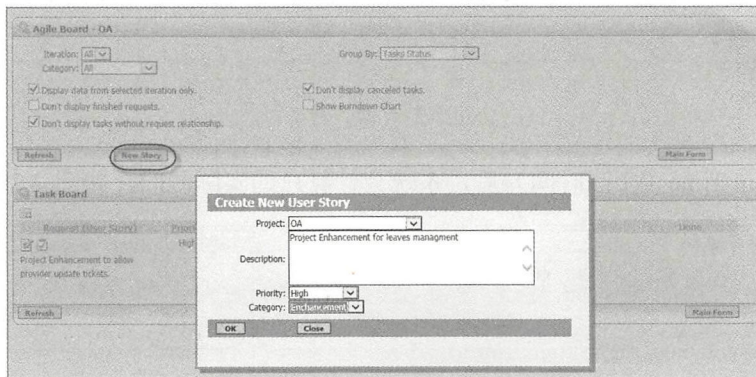 Agile Board - OA
Iteration: All
Group By: Tasks Status
Category: All
Display data from selected iteration only.
Don't display canceled tasks.
Don't display finished requests.
Show Burndown Chart
Don't display tasks without request relationship.
Refresh
New Story
Main Form
Task Board
Request (User Story)
High
Project Enhancement to allow
provider update tickets.
Refresh
Main Form
Create New User Story
Project: OA
Description: Project Enhancement for leaves managment
Priority: High
Category: Enchancement
OK
Close